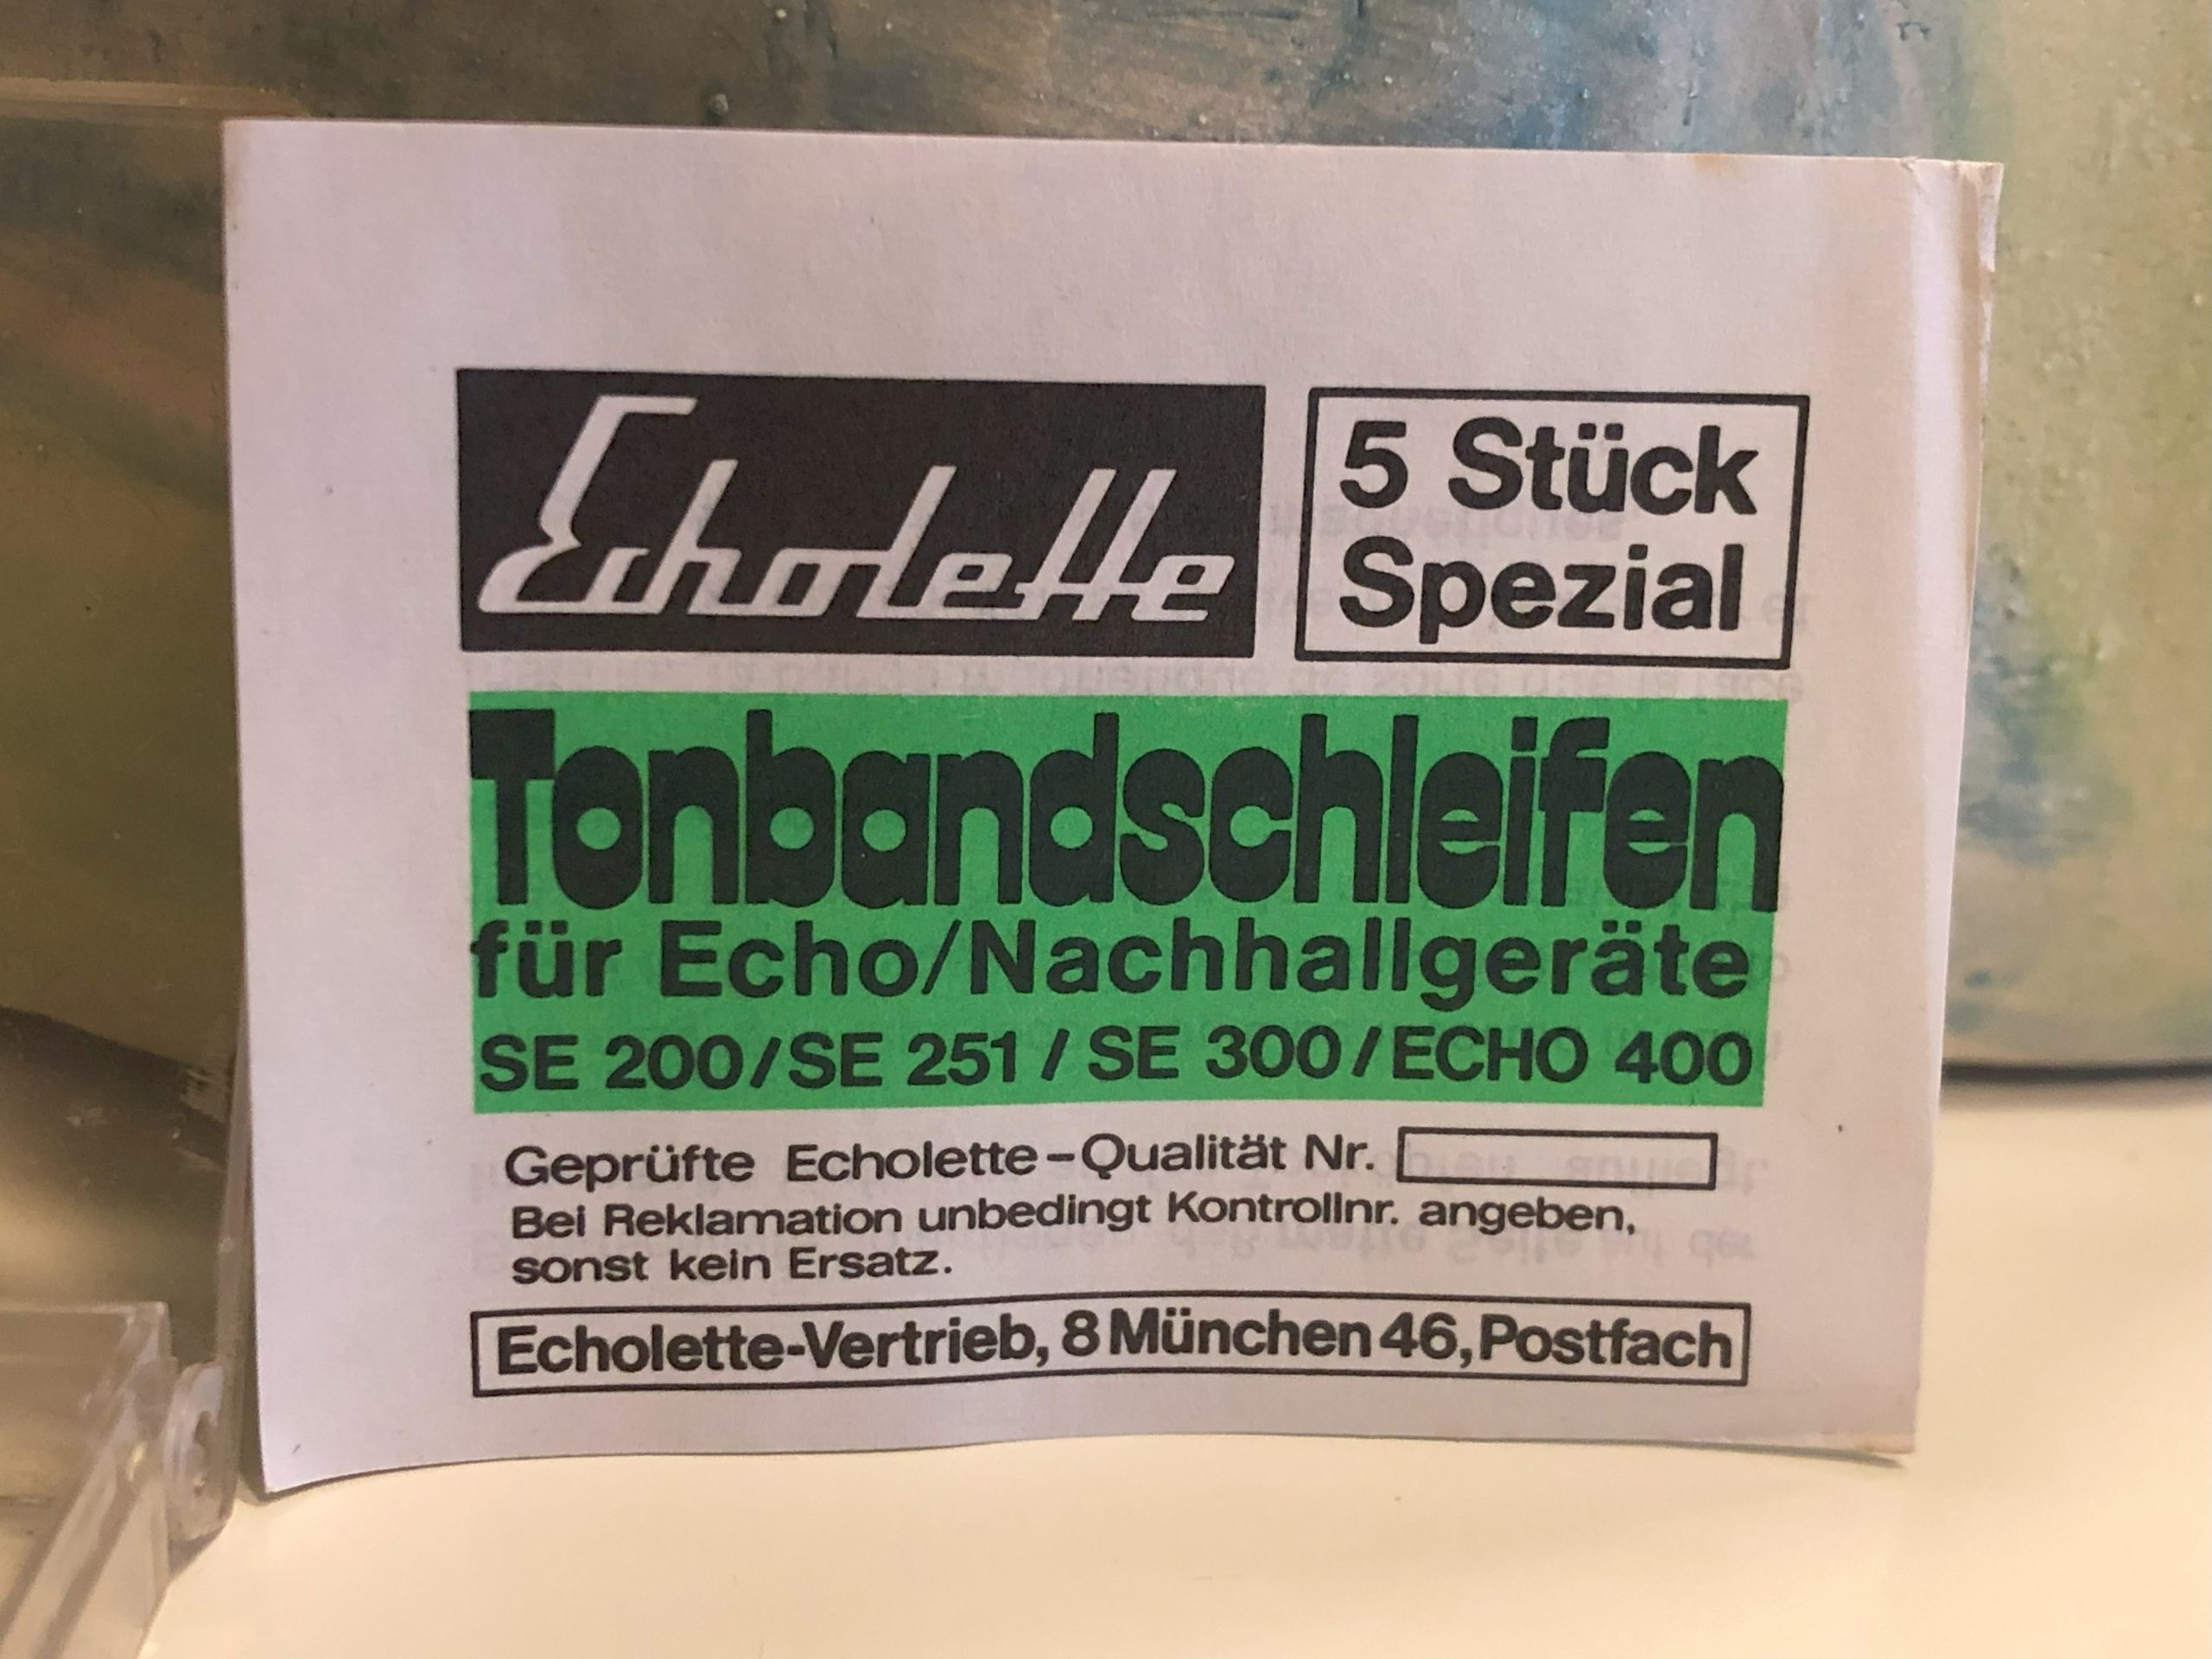 Echolette
5 Stück
Spezial
Tonbandschleifen
für Echo/Nachhallgeräte
SE 200/SE 251 / SE 300/ECHO 400
Geprüfte Echolette-Qualität Nr.
Bei Reklamation unbedingt Kontrollnr. angeben,
sonst kein Ersatz.
Echolette-Vertrieb, 8 München 46, Postfach